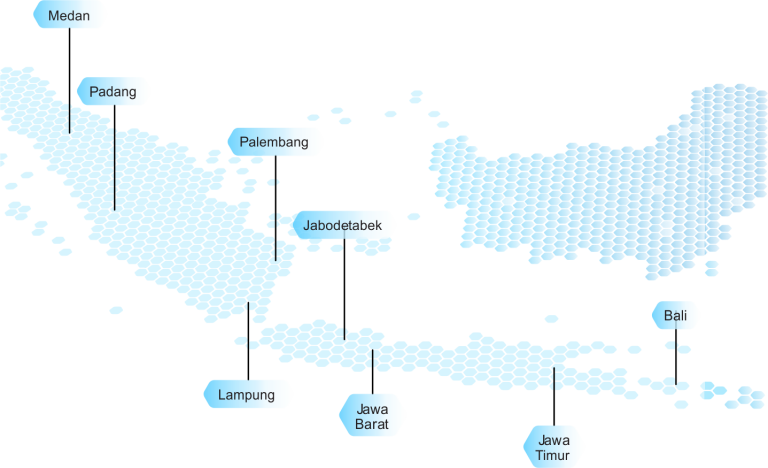 Medan
Padang
Palembang
Jabodetabek
Bali
Lampung
Jawa
Barat
Jawa
Timur